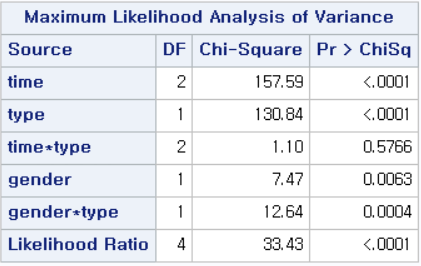 Maximum Likelihood Analysis of Variance
Source DF Chi-Square Pr > ChiSq
time 2 157.59 <.0001
type 1 130.84 <.0001
time*type 2 1.10 0.5766
gender 1 7.47 0.0063
gender*type 1 12.64 0.0004
Likelihood Ratio 4 33.43 <.0001